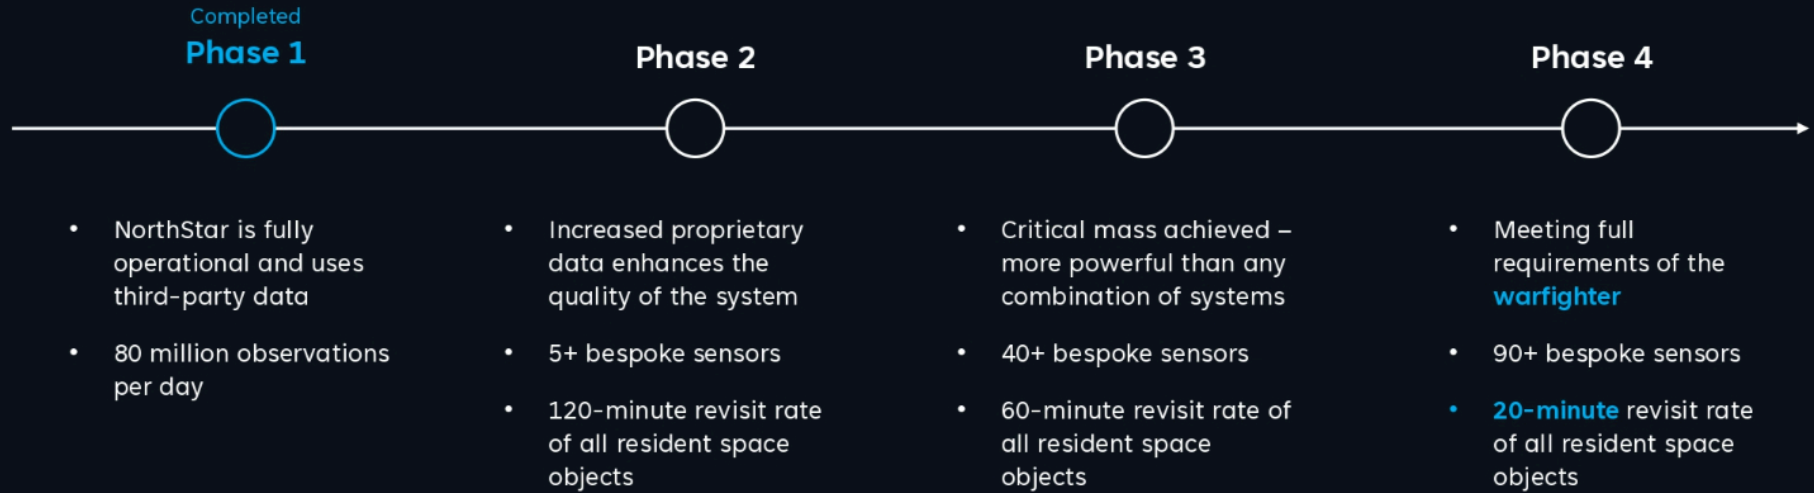 Completed
Phase 1
Phase 2
Phase 3
Phase 4
• NorthStar is fully
operational and uses
third-party data
• 80 million observations
per day
• Increased proprietary
data enhances the
quality of the system
• 5+ bespoke sensors
• 120-minute revisit rate
of all resident space
objects
• Critical mass achieved –
more powerful than any
combination of systems
• 40+ bespoke sensors
• 60-minute revisit rate of
all resident space
objects
• Meeting full
requirements of the
warfighter
• 90+ bespoke sensors
• 20-minute revisit rate
of all resident space
objects